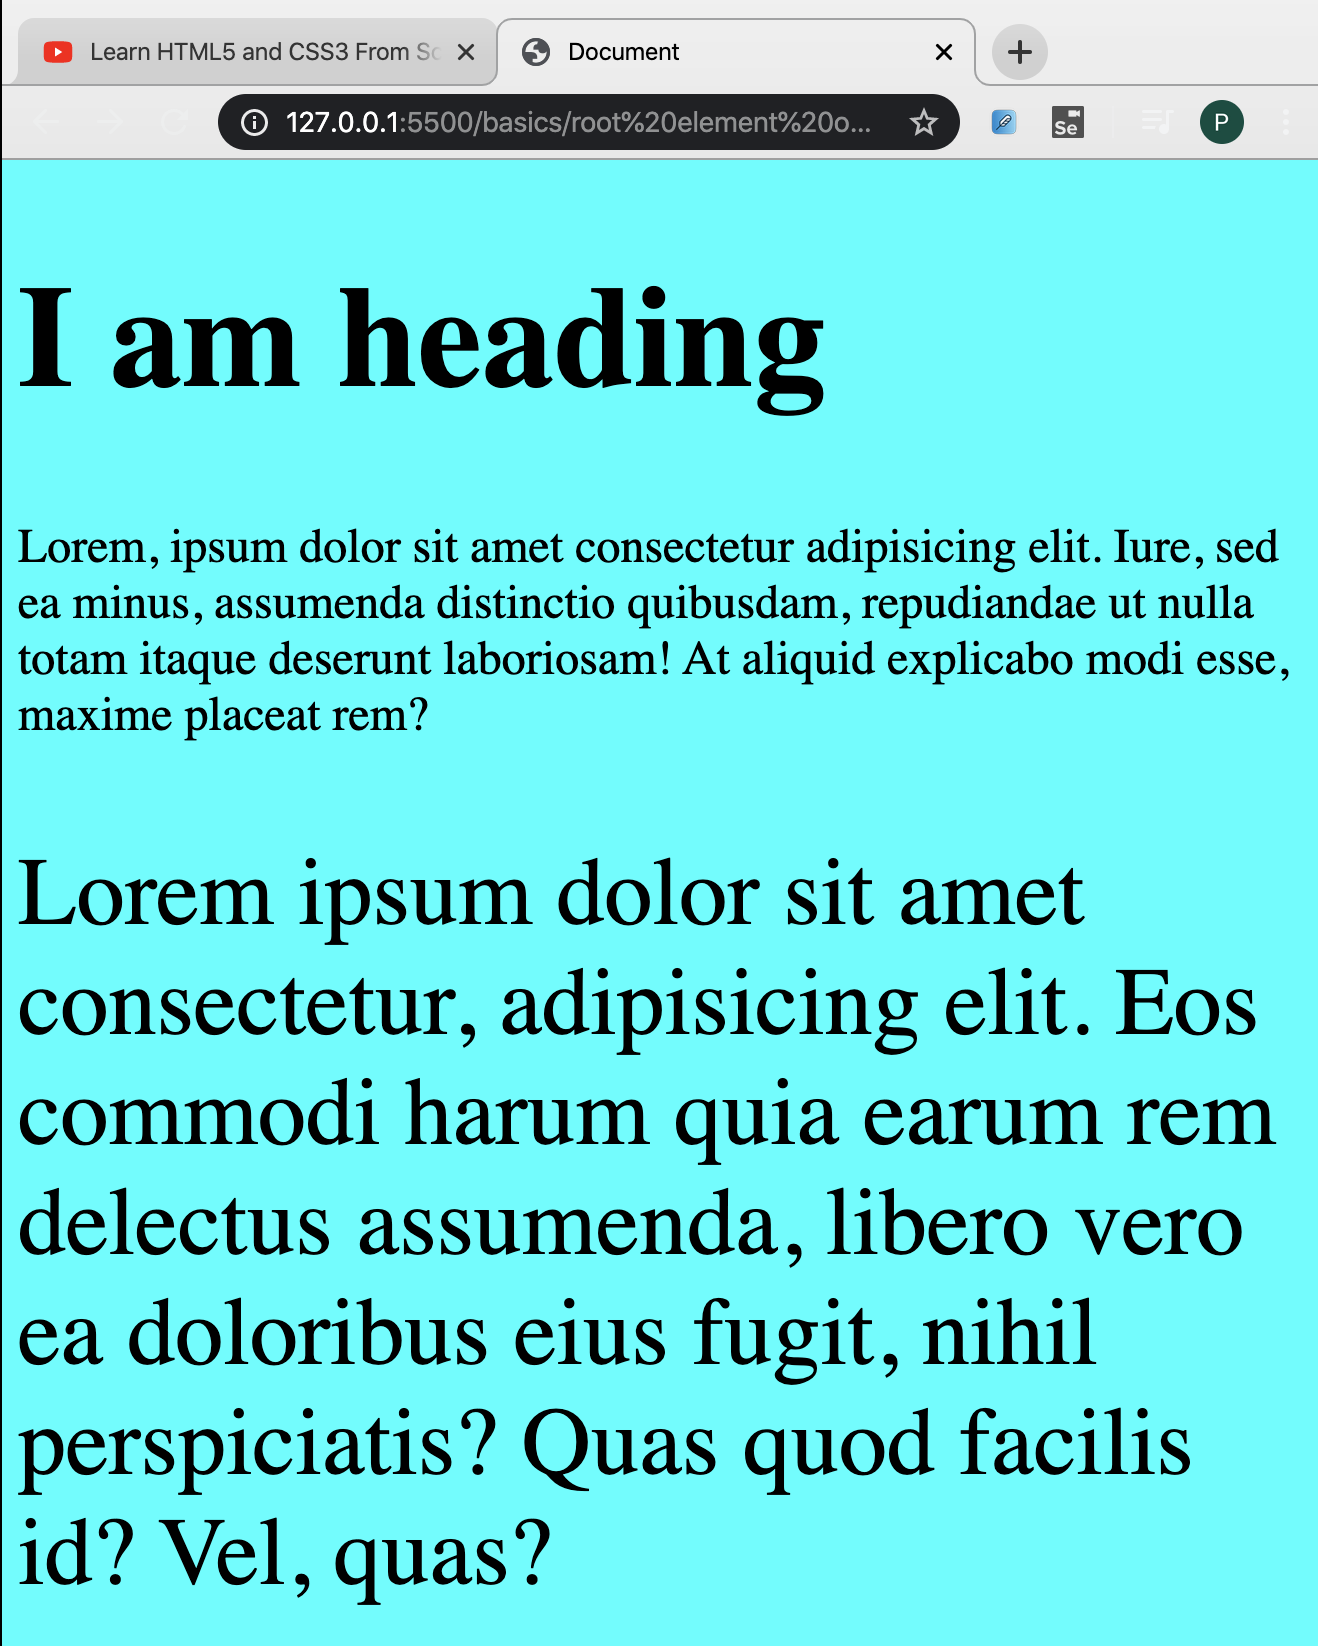 Learn HTML5 and CSS3 From Sc
Document
127.0.0.1:5500/basics/root%20element%20o...
Se
P
I am heading
Lorem, ipsum dolor sit amet consectetur adipisicing elit. Iure, sed
ea minus, assumenda distinctio quibusdam, repudiandae ut nulla
totam itaque deserunt laboriosam! At aliquid explicabo modi esse,
maxime placeat rem?
Lorem ipsum dolor sit amet
consectetur, adipisicing elit. Eos
commodi harum quia earum rem
delectus assumenda, libero vero
ea doloribus eius fugit, nihil
perspiciatis? Quas quod facilis
id? Vel, quas?